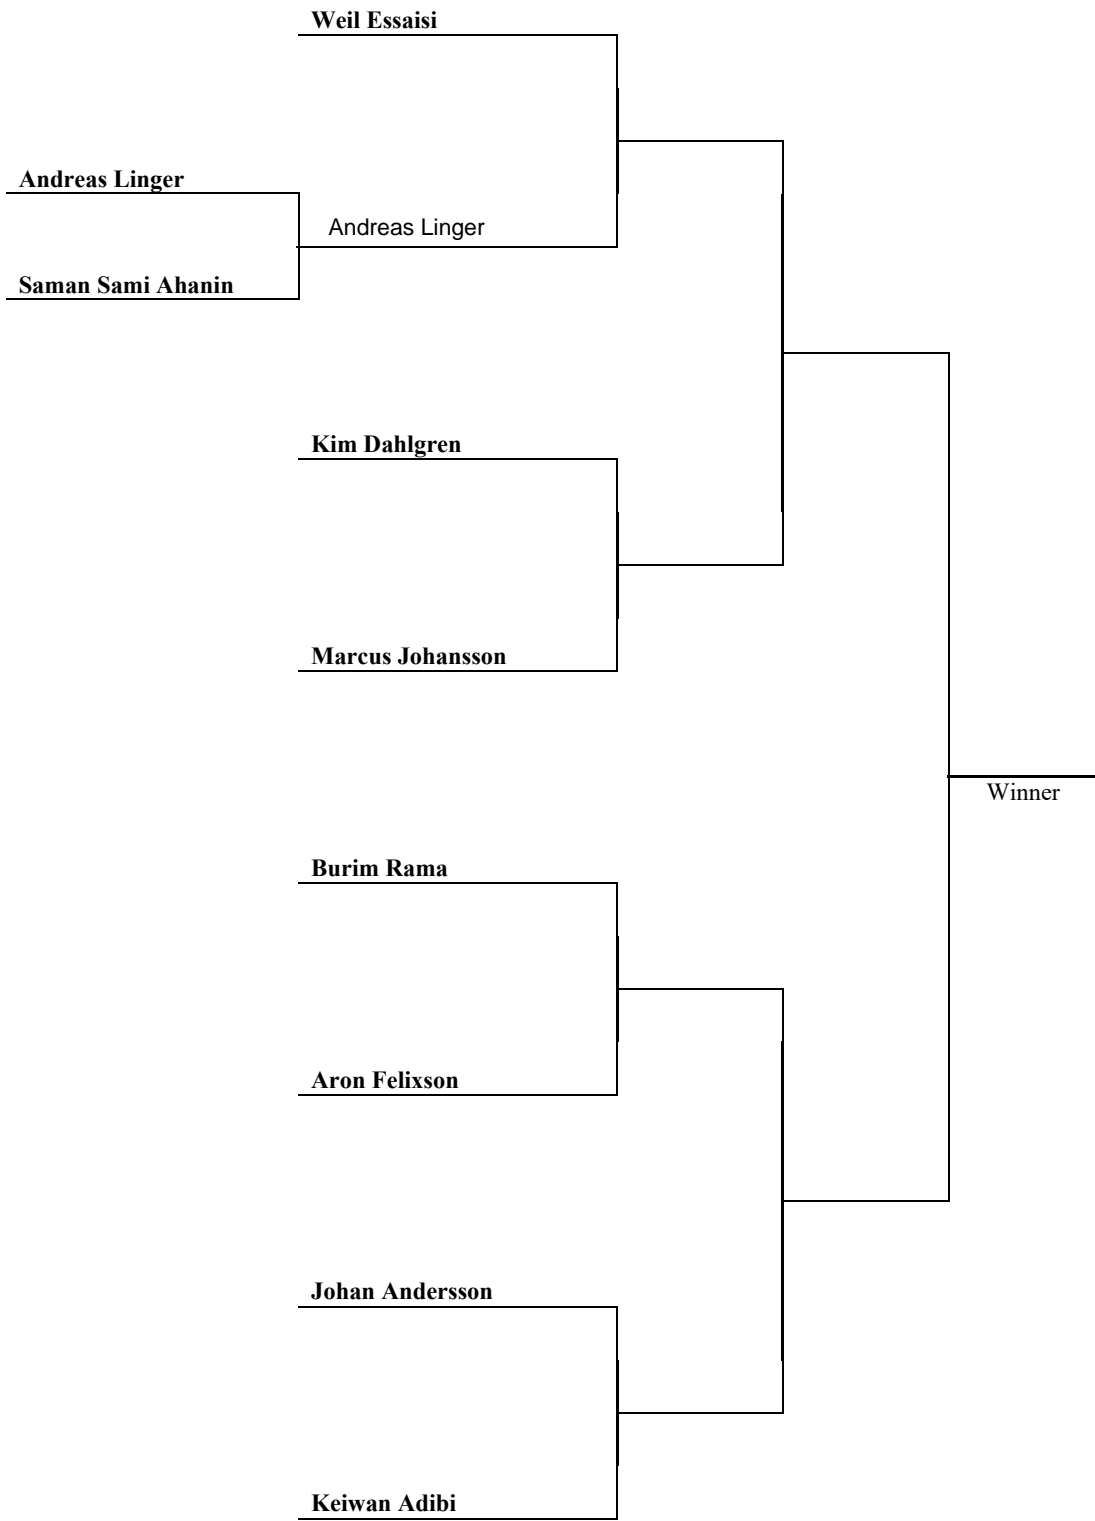 Weil Essaisi
Andreas Linger
Andreas Linger
Saman Sami Ahanin
Kim Dahlgren
Marcus Johansson
Winner
Burim Rama
Aron Felixson
Johan Andersson
Keiwan Adibi